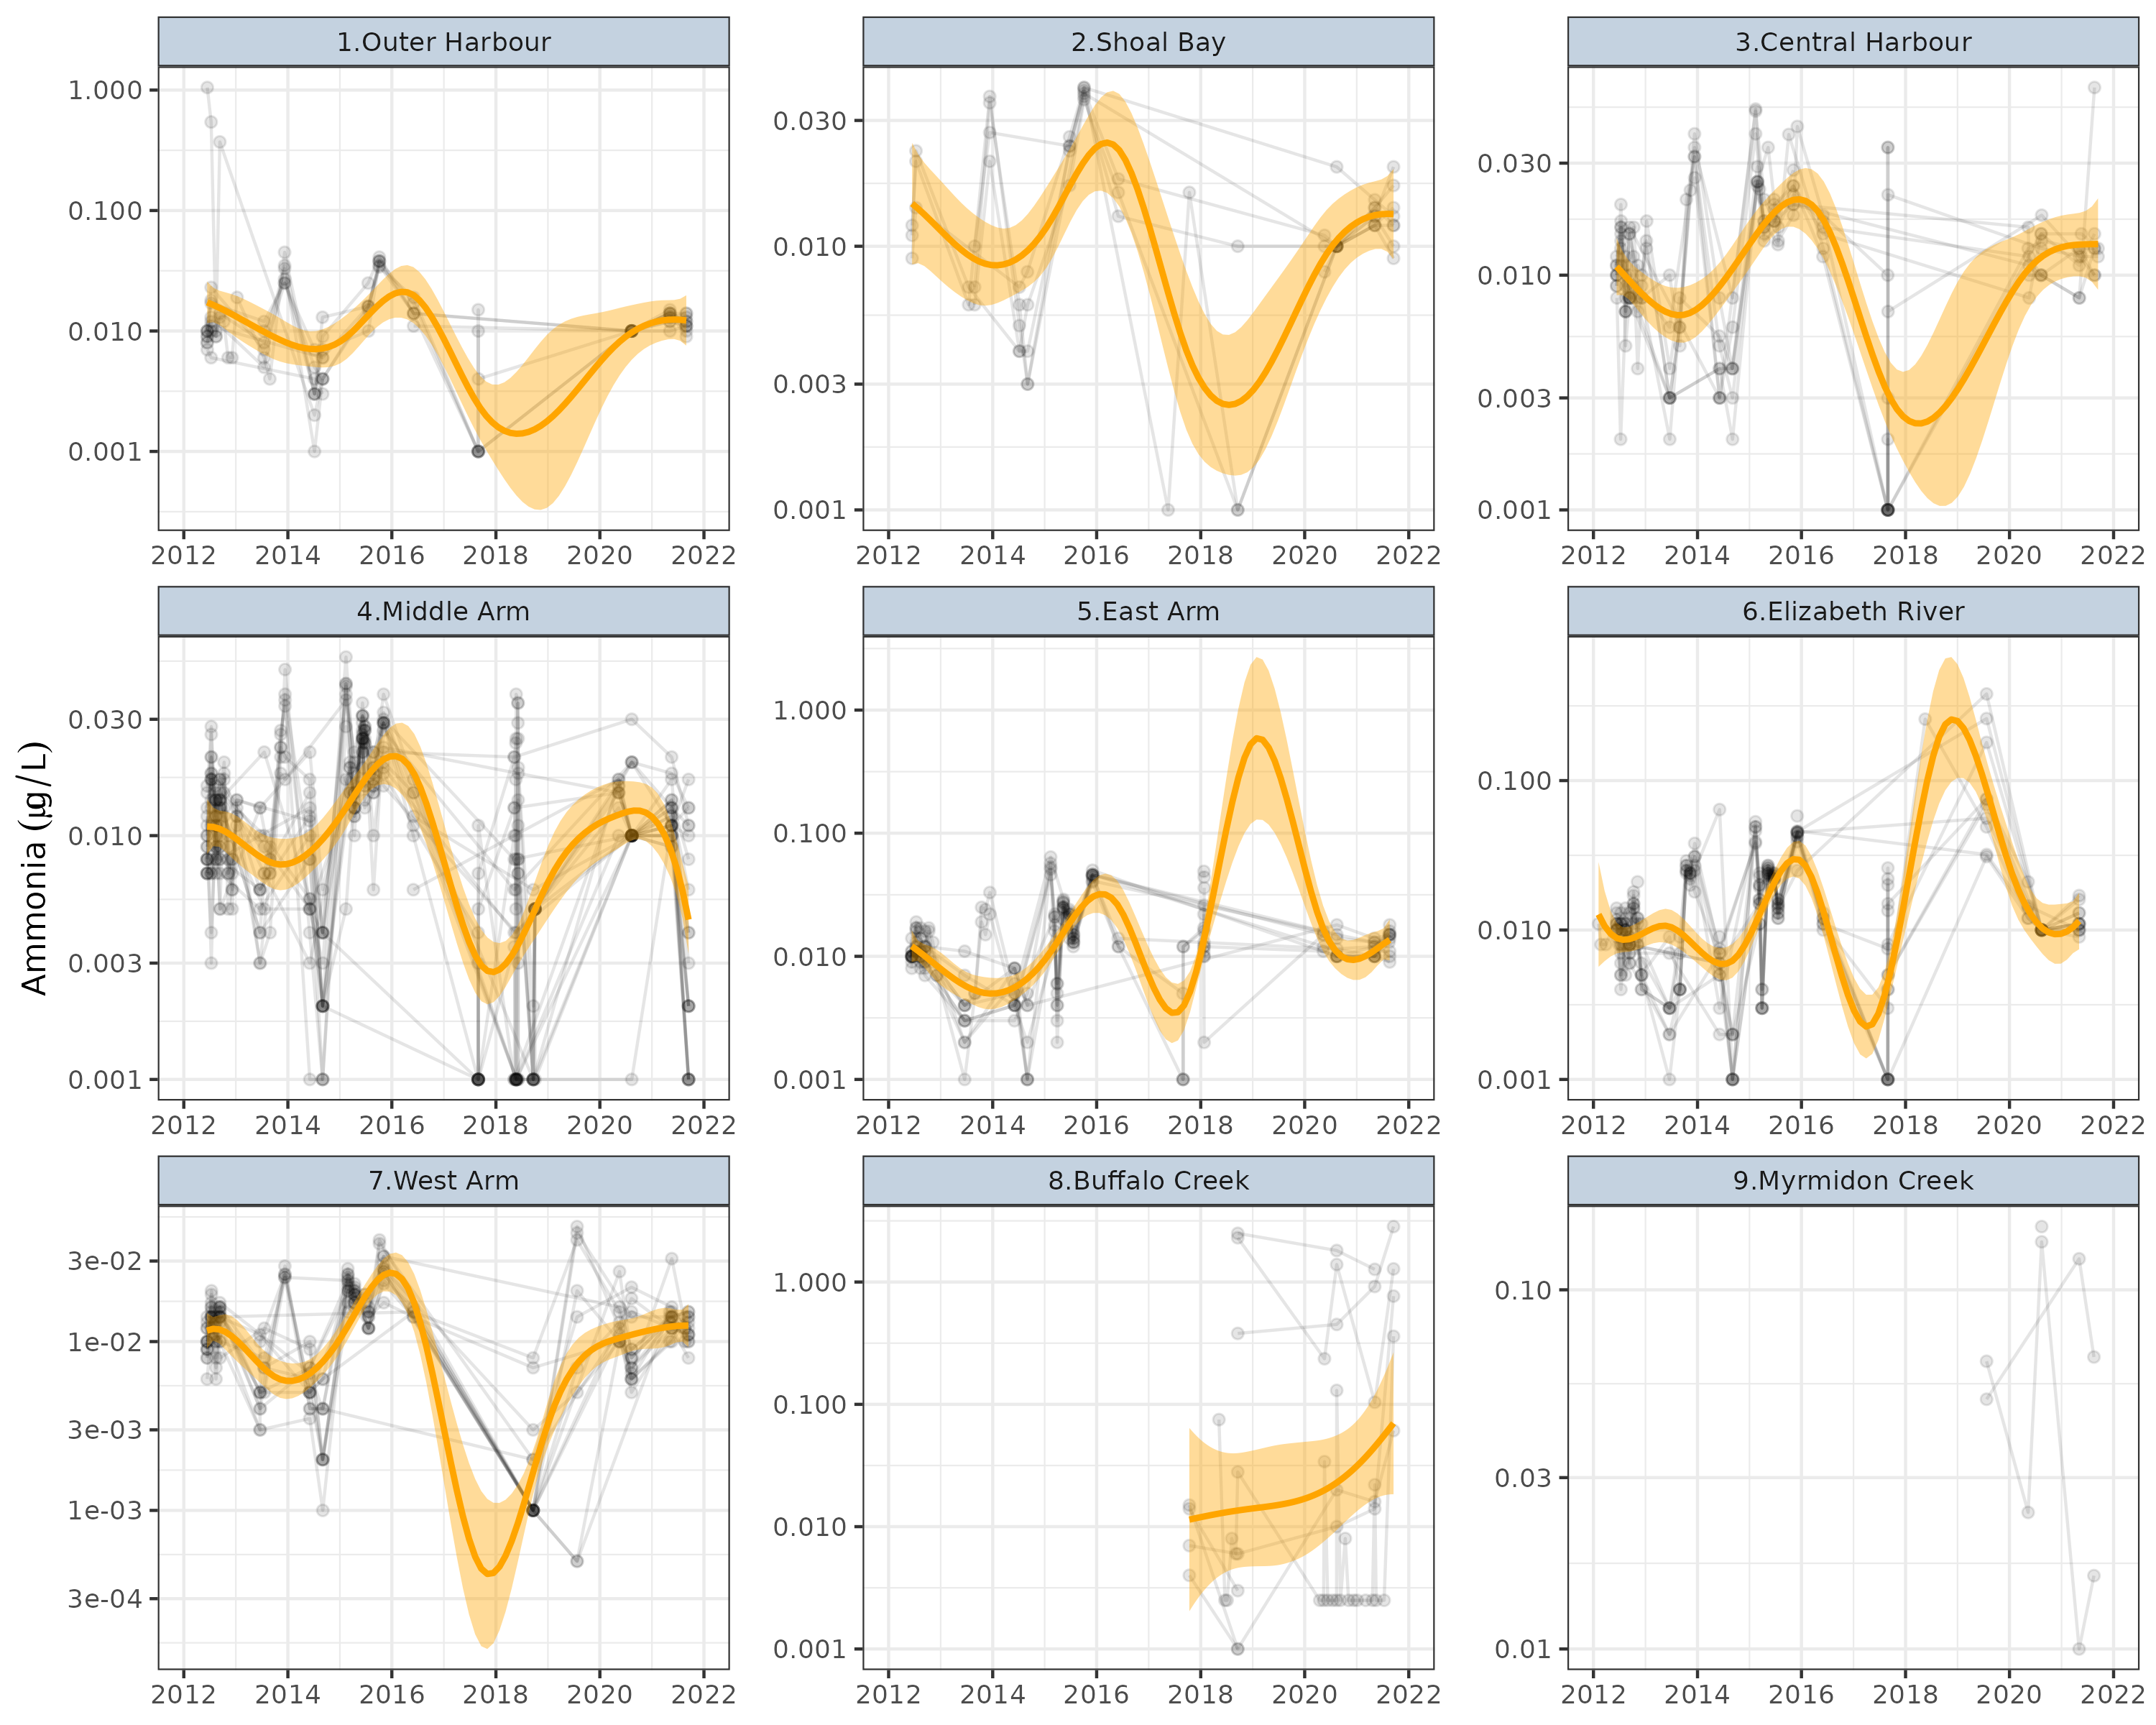 1.Outer Harbour
2.Shoal Bay
3.Central Harbour
1.000
0.100
0.010
0.001
0.030
0.010
0.003
0.001
0.030
0.010
0.003
0.001
2012 2014 2016 2018 2020 2022
2012 2014 2016 2018 2020 2022
2012 2014 2016 2018 2020 2022
4.Middle Arm
5.East Arm
6.Elizabeth River
Ammonia (µg/L)
0.030
0.010
0.003
0.001
1.000
0.100
0.010
0.001
0.100
0.010
0.001
2012 2014 2016 2018 2020 2022
2012 2014 2016 2018 2020 2022
2012 2014 2016 2018 2020 2022
7.West Arm
8.Buffalo Creek
9.Myrmidon Creek
3e-02
1e-02
3e-03
1e-03
3e-04
1.000
0.100
0.010
0.001
0.10
0.03
0.01
2012 2014 2016 2018 2020 2022
2012 2014 2016 2018 2020 2022
2012 2014 2016 2018 2020 2022